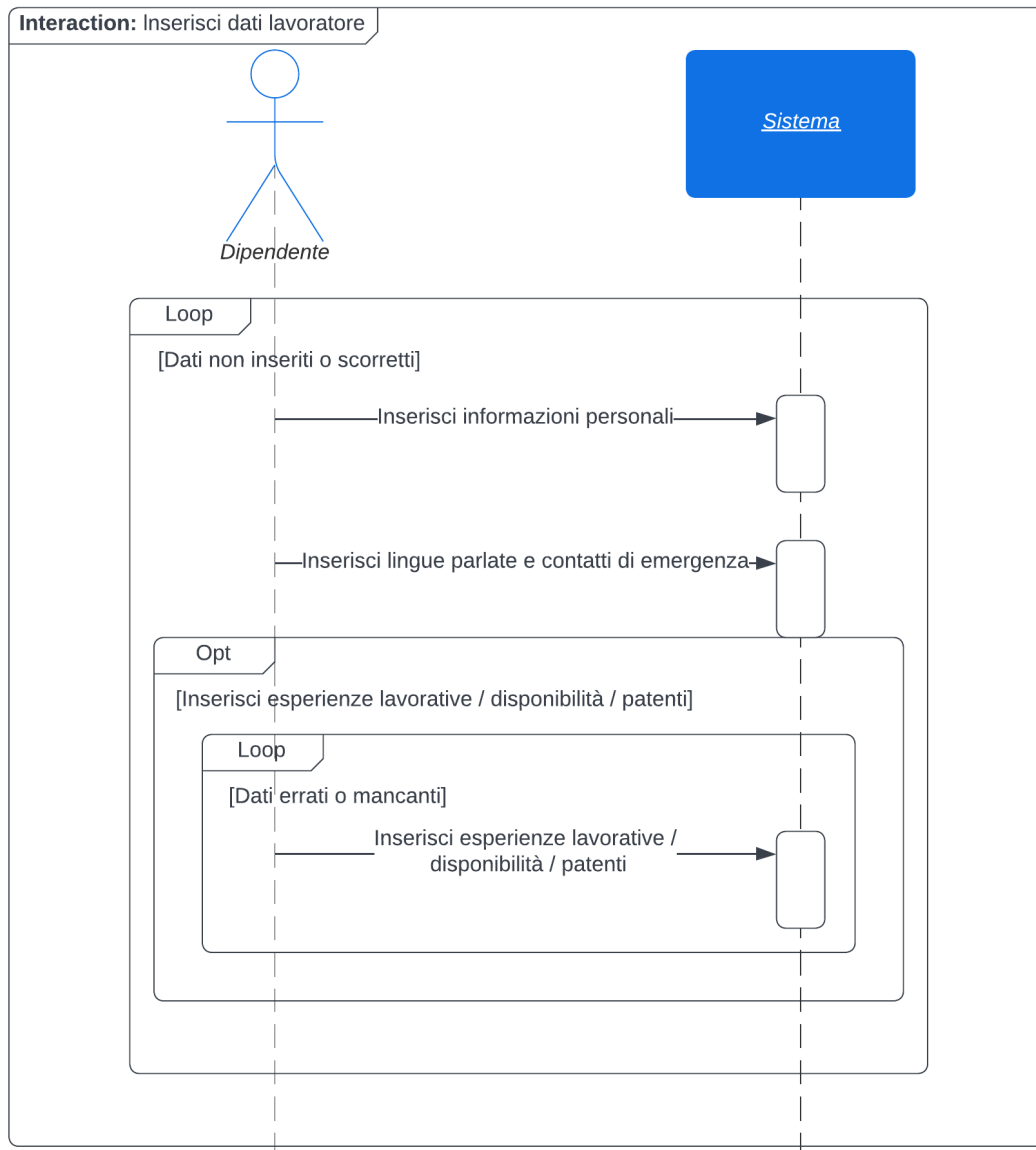 Interaction: Inserisci dati lavoratore
Sistema
Dipendente
Loop
[Dati non inseriti o scorretti]
Inserisci informazioni personali
Inserisci lingue parlate e contatti di emergenza
Opt
[Inserisci esperienze lavorative / disponibilità / patenti]
Loop
[Dati errati o mancanti]
Inserisci esperienze lavorative /
disponibilità / patenti